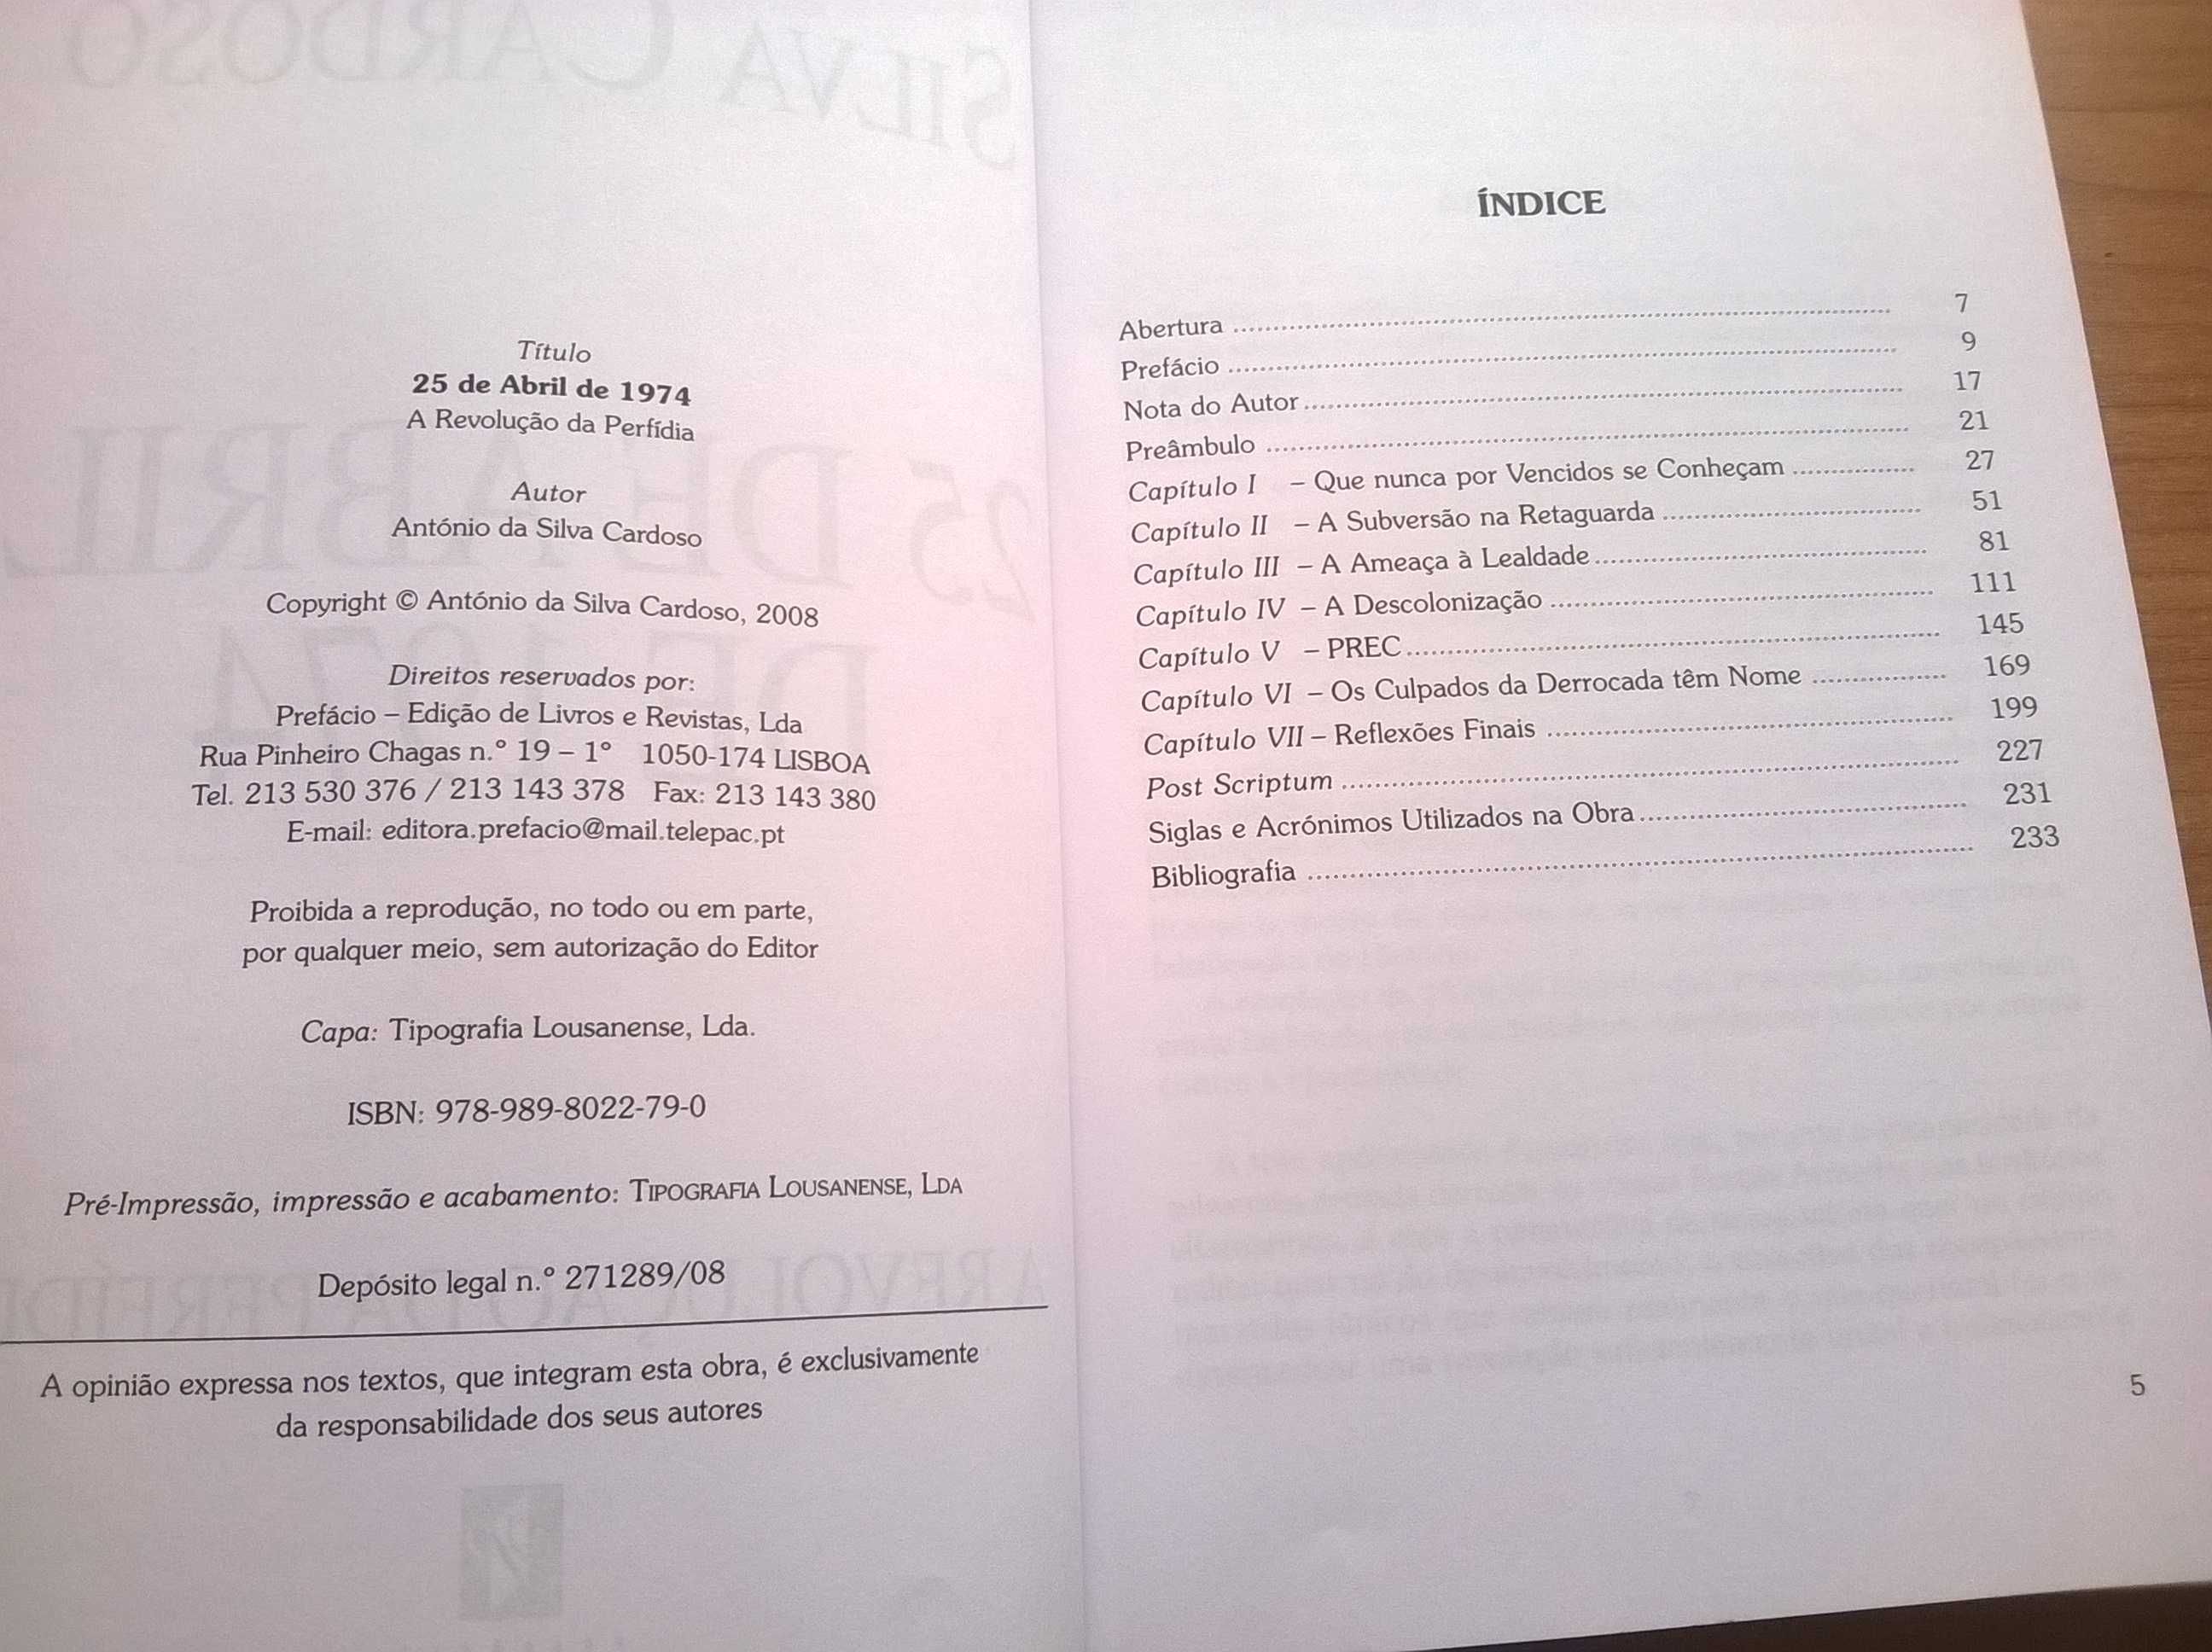 Título
25 de Abril de 1974
A Revolução da Perfídia
Autor
António da Silva Cardoso
Copyright © António da Silva Cardoso, 2008
Direitos reservados por:
Prefácio – Edição de Livros e Revistas, Lda
Rua Pinheiro Chagas n.º 19 – 1º 1050-174 LISBOA
Tel. 213 530 376 / 213 143 378 Fax: 213 143 380
E-mail: editora.prefacio@mail.telepac.pt
Proibida a reprodução, no todo ou em parte,
por qualquer meio, sem autorização do Editor
Capa: Tipografia Lousanense, Lda.
ISBN: 978-989-8022-79-0
Pré-Impressão, impressão e acabamento: TIPOGRAFIA LOUSANENSE, LDA
Depósito legal n.º 271289/08
A opinião expressa nos textos, que integram esta obra, é exclusivamente
da responsabilidade dos seus autores
ÍNDICE
Abertura ........ 7
Prefácio ........ 9
Nota do Autor ........ 17
Preâmbulo ........ 21
Capítulo I – Que nunca por Vencidos se Conheçam ........ 27
Capítulo II – A Subversão na Retaguarda ........ 51
Capítulo III – A Ameaça à Lealdade ........ 81
Capítulo IV – A Descolonização ........ 111
Capítulo V – PREC ........ 145
Capítulo VI – Os Culpados da Derrocada têm Nome ........ 169
Capítulo VII – Reflexões Finais ........ 199
Post Scriptum ........ 227
Siglas e Acrónimos Utilizados na Obra ........ 231
Bibliografia ........ 233
5